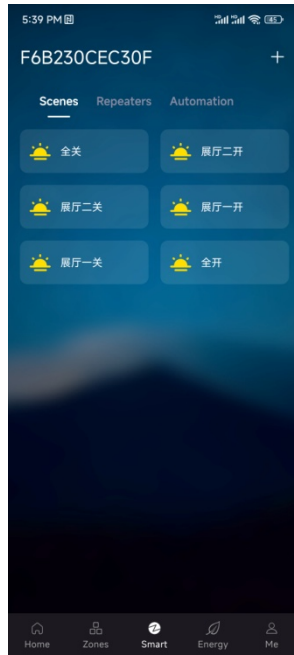 5:39 PM
F6B230CEC30F +
Scenes Repeaters Automation
全关 展厅二开
展厅二关 展厅一开
展厅一关 全开
Home Zones Smart Energy Me